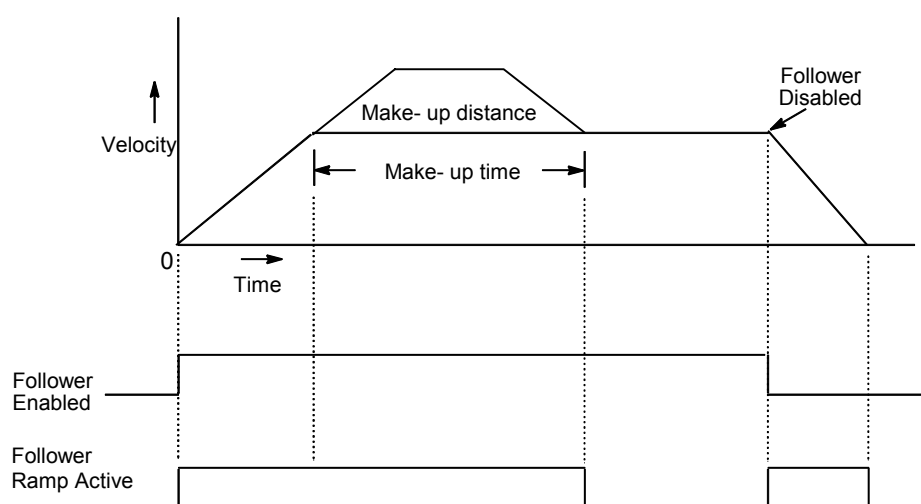 Follower
Disabled
Make- up distance
Velocity
Make- up time
0
Time
Follower
Enabled
Follower
Ramp Active